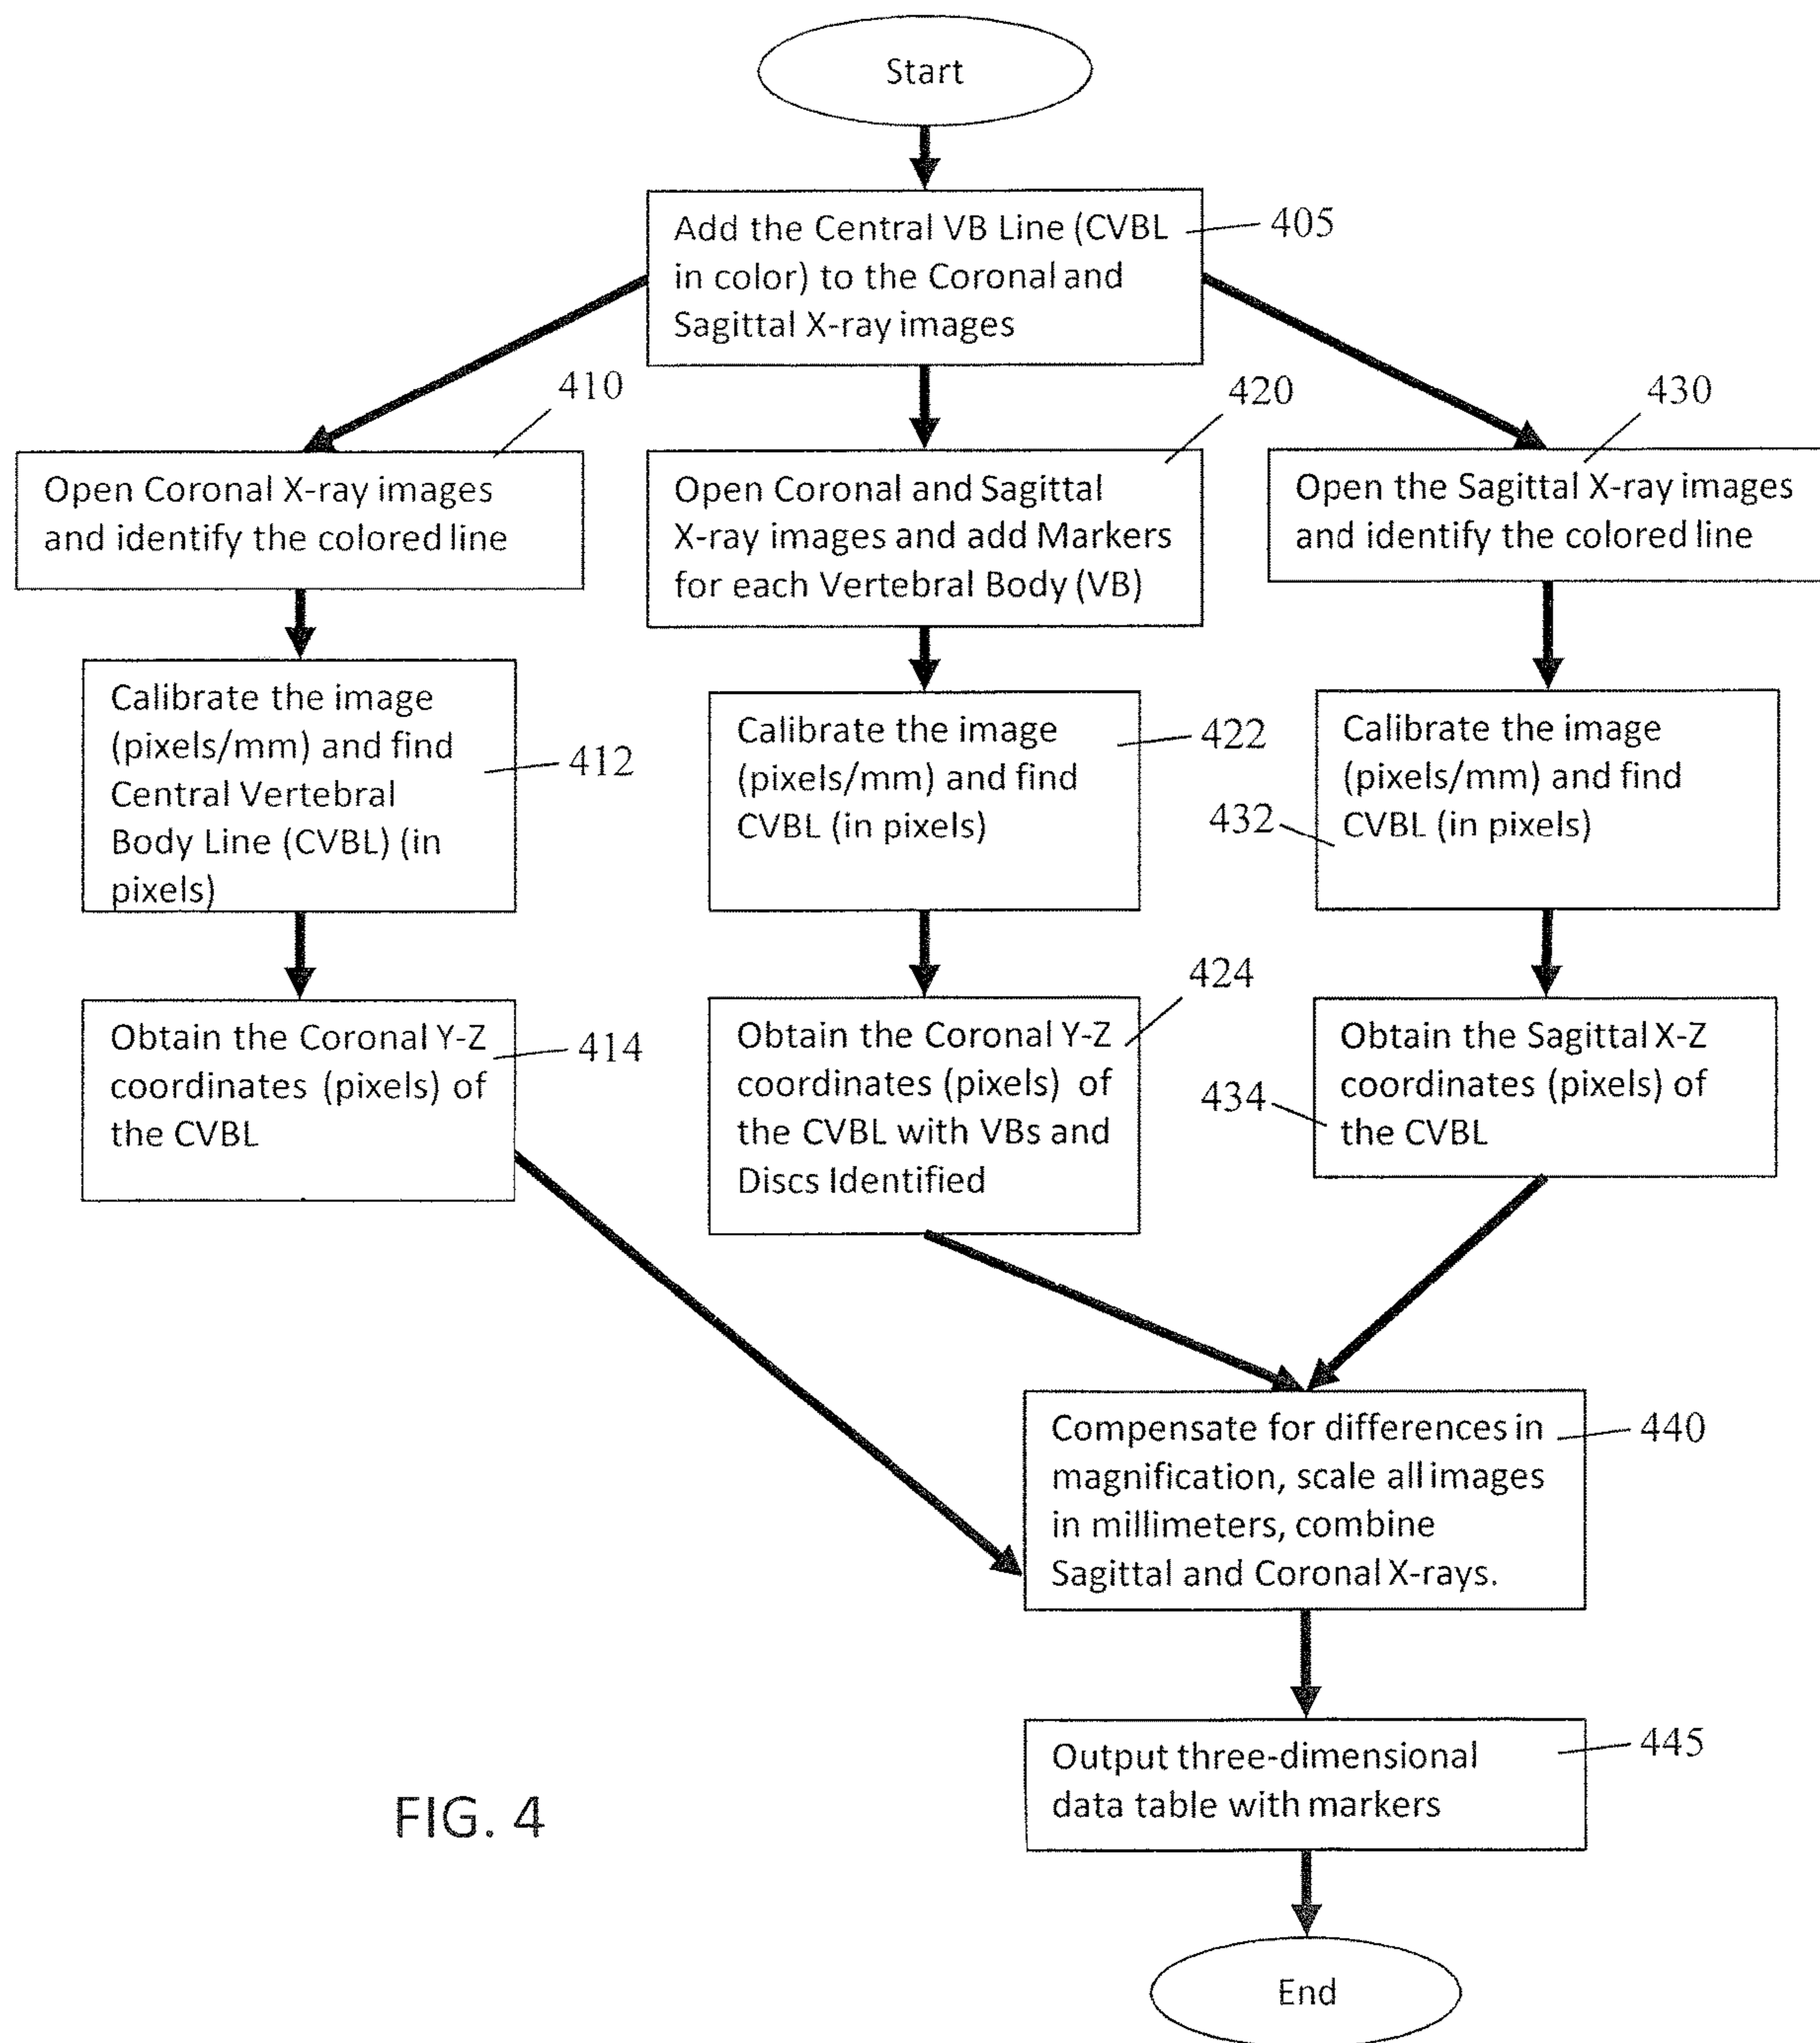 Start
Add the Central VB Line (CVBL
in color) to the Coronal and
Sagittal X-ray images
405
410
Open Coronal X-ray images
and identify the colored line
420
Open Coronal and Sagittal
X-ray images and add Markers
for each Vertebral Body (VB)
430
Open the Sagittal X-ray images
and identify the colored line
Calibrate the image
(pixels/mm) and find
Central Vertebral
Body Line (CVBL) (in
pixels)
412
Calibrate the image
(pixels/mm) and find
CVBL (in pixels)
422
Calibrate the image
(pixels/mm) and find
CVBL (in pixels)
432
Obtain the Coronal Y-Z
coordinates (pixels) of
the CVBL
414
424
Obtain the Coronal Y-Z
coordinates (pixels) of
the CVBL with VBs and
Discs Identified
Obtain the Sagittal X-Z
coordinates (pixels) of
the CVBL
434
Compensate for differences in
magnification, scale all images
in millimeters, combine
Sagittal and Coronal X-rays.
440
Output three-dimensional
data table with markers
445
FIG. 4
End